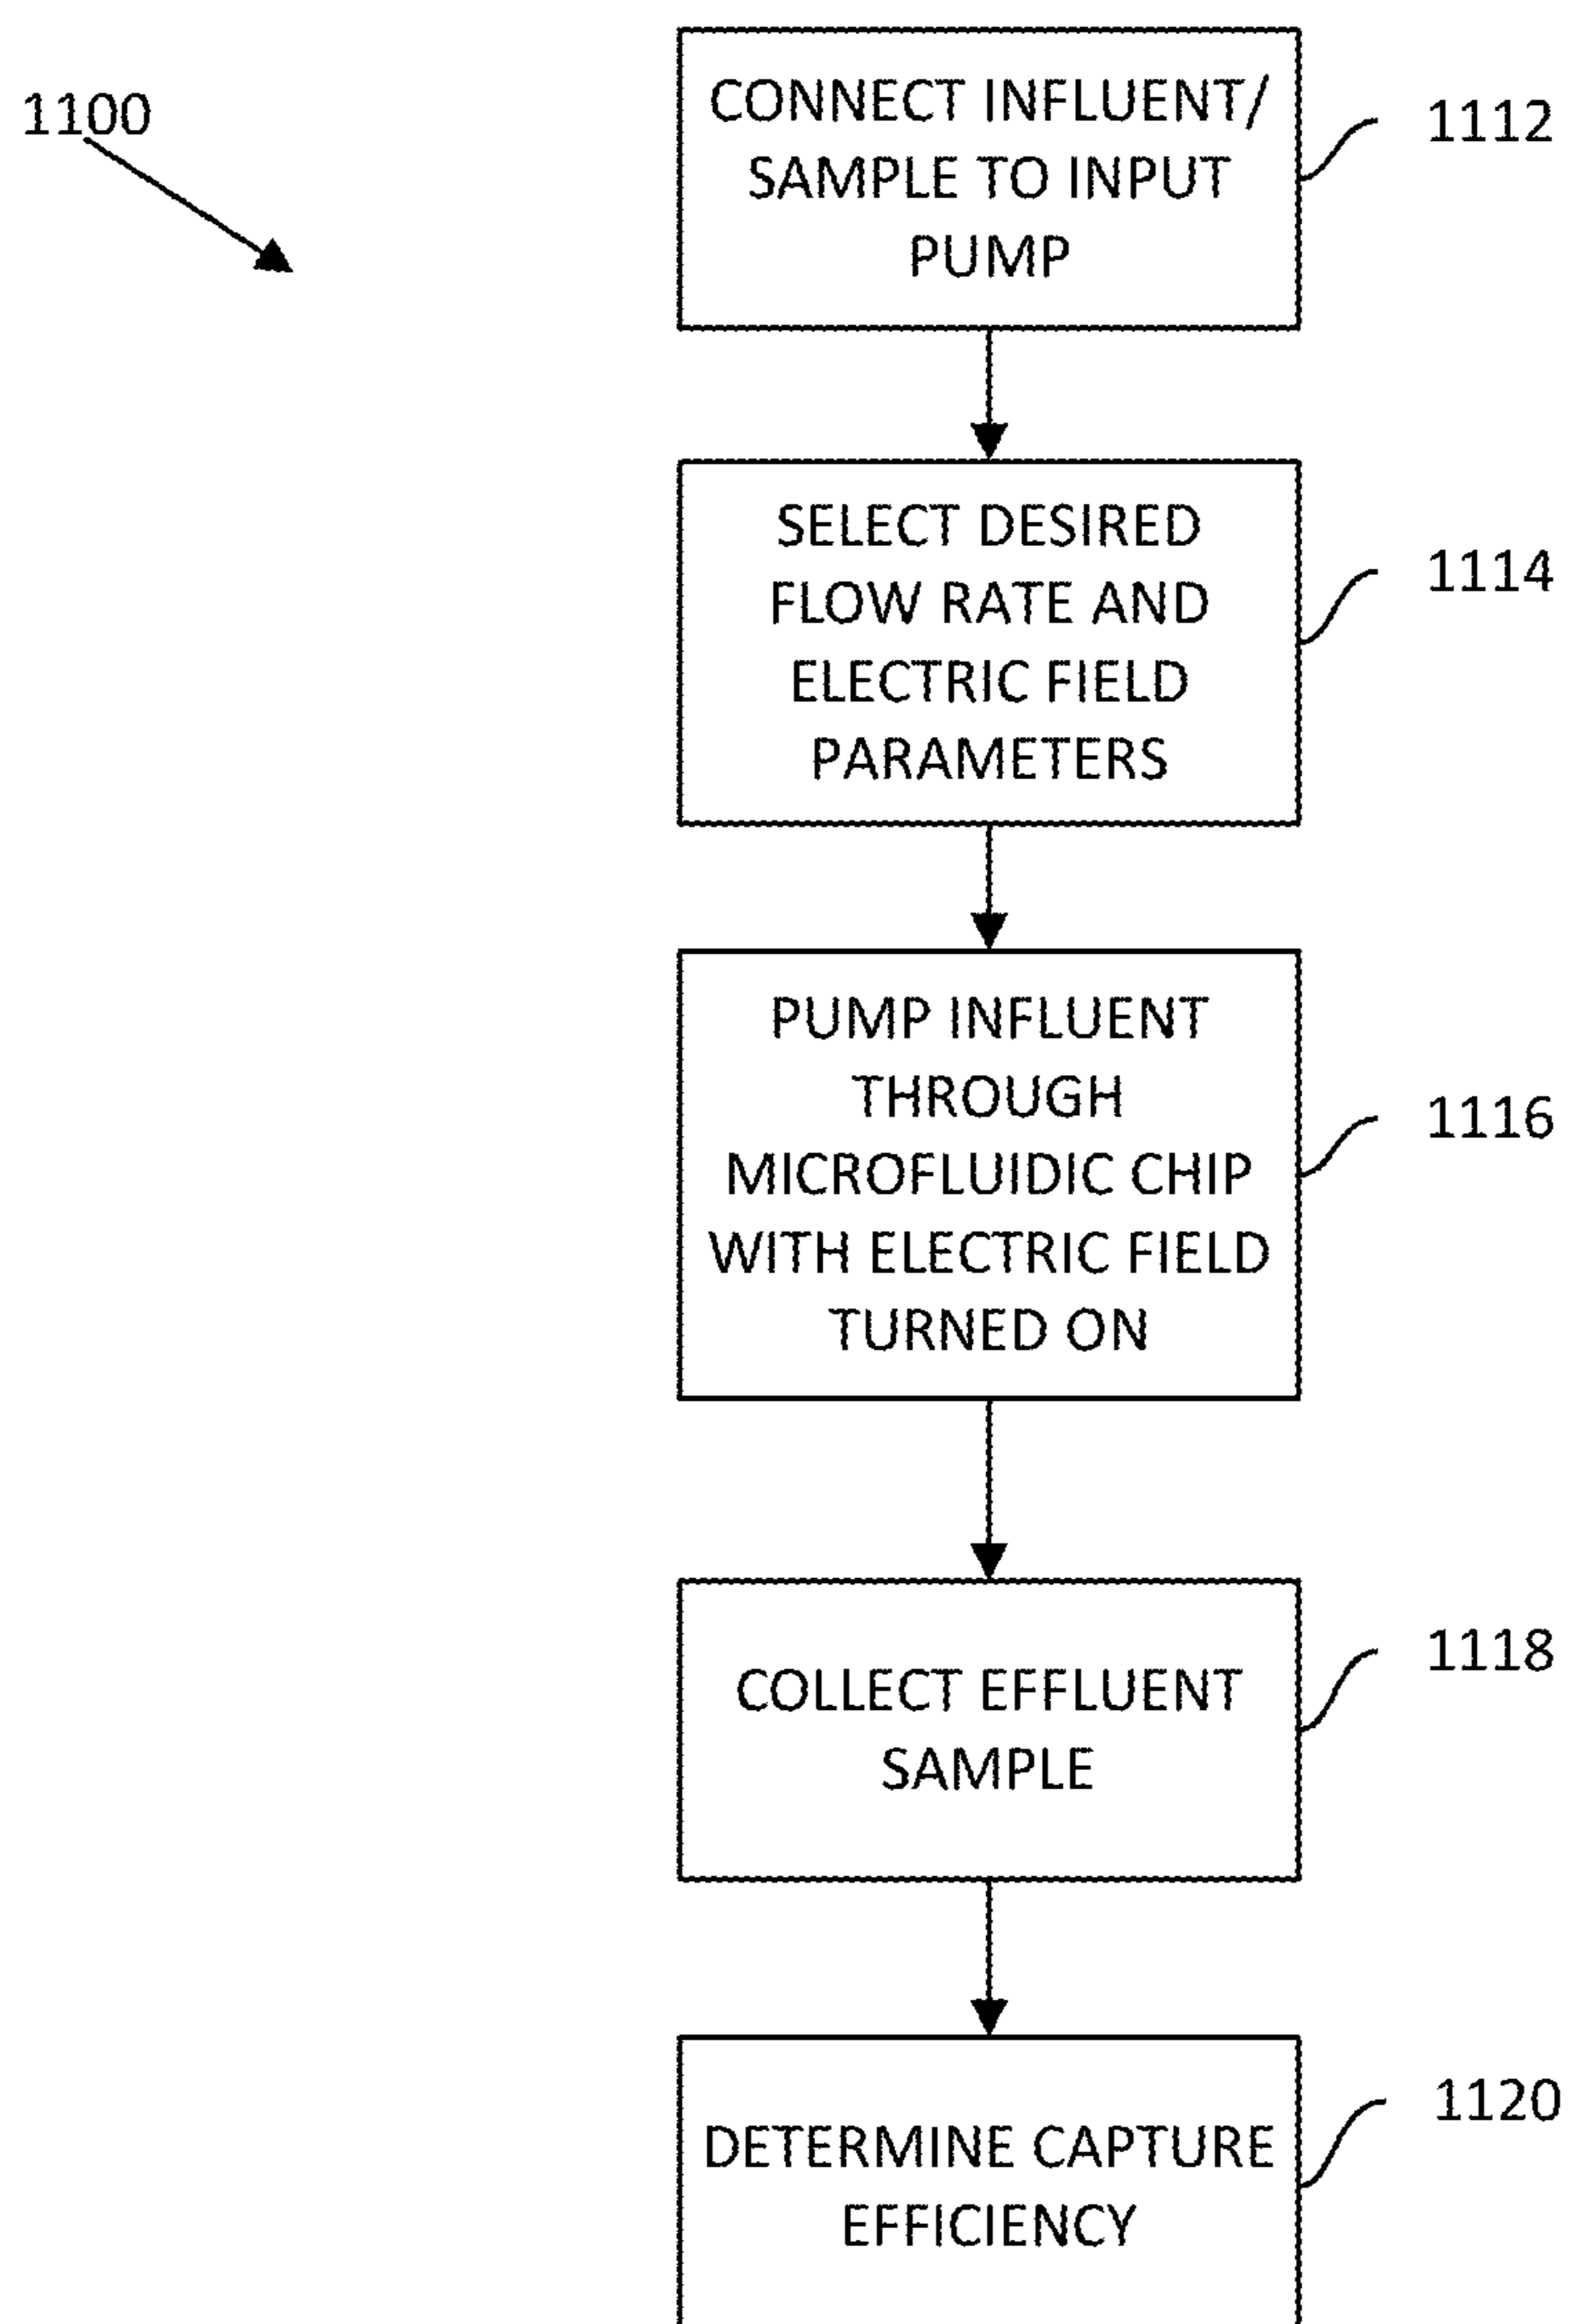 1100
CONNECT INFLUENT/
SAMPLE TO INPUT
PUMP
1112
SELECT DESIRED
FLOW RATE AND
ELECTRIC FIELD
PARAMETERS
1114
PUMP INFLUENT
THROUGH
MICROFLUIDIC CHIP
WITH ELECTRIC FIELD
TURNED ON
1116
COLLECT EFFLUENT
SAMPLE
1118
DETERMINE CAPTURE
EFFICIENCY
1120